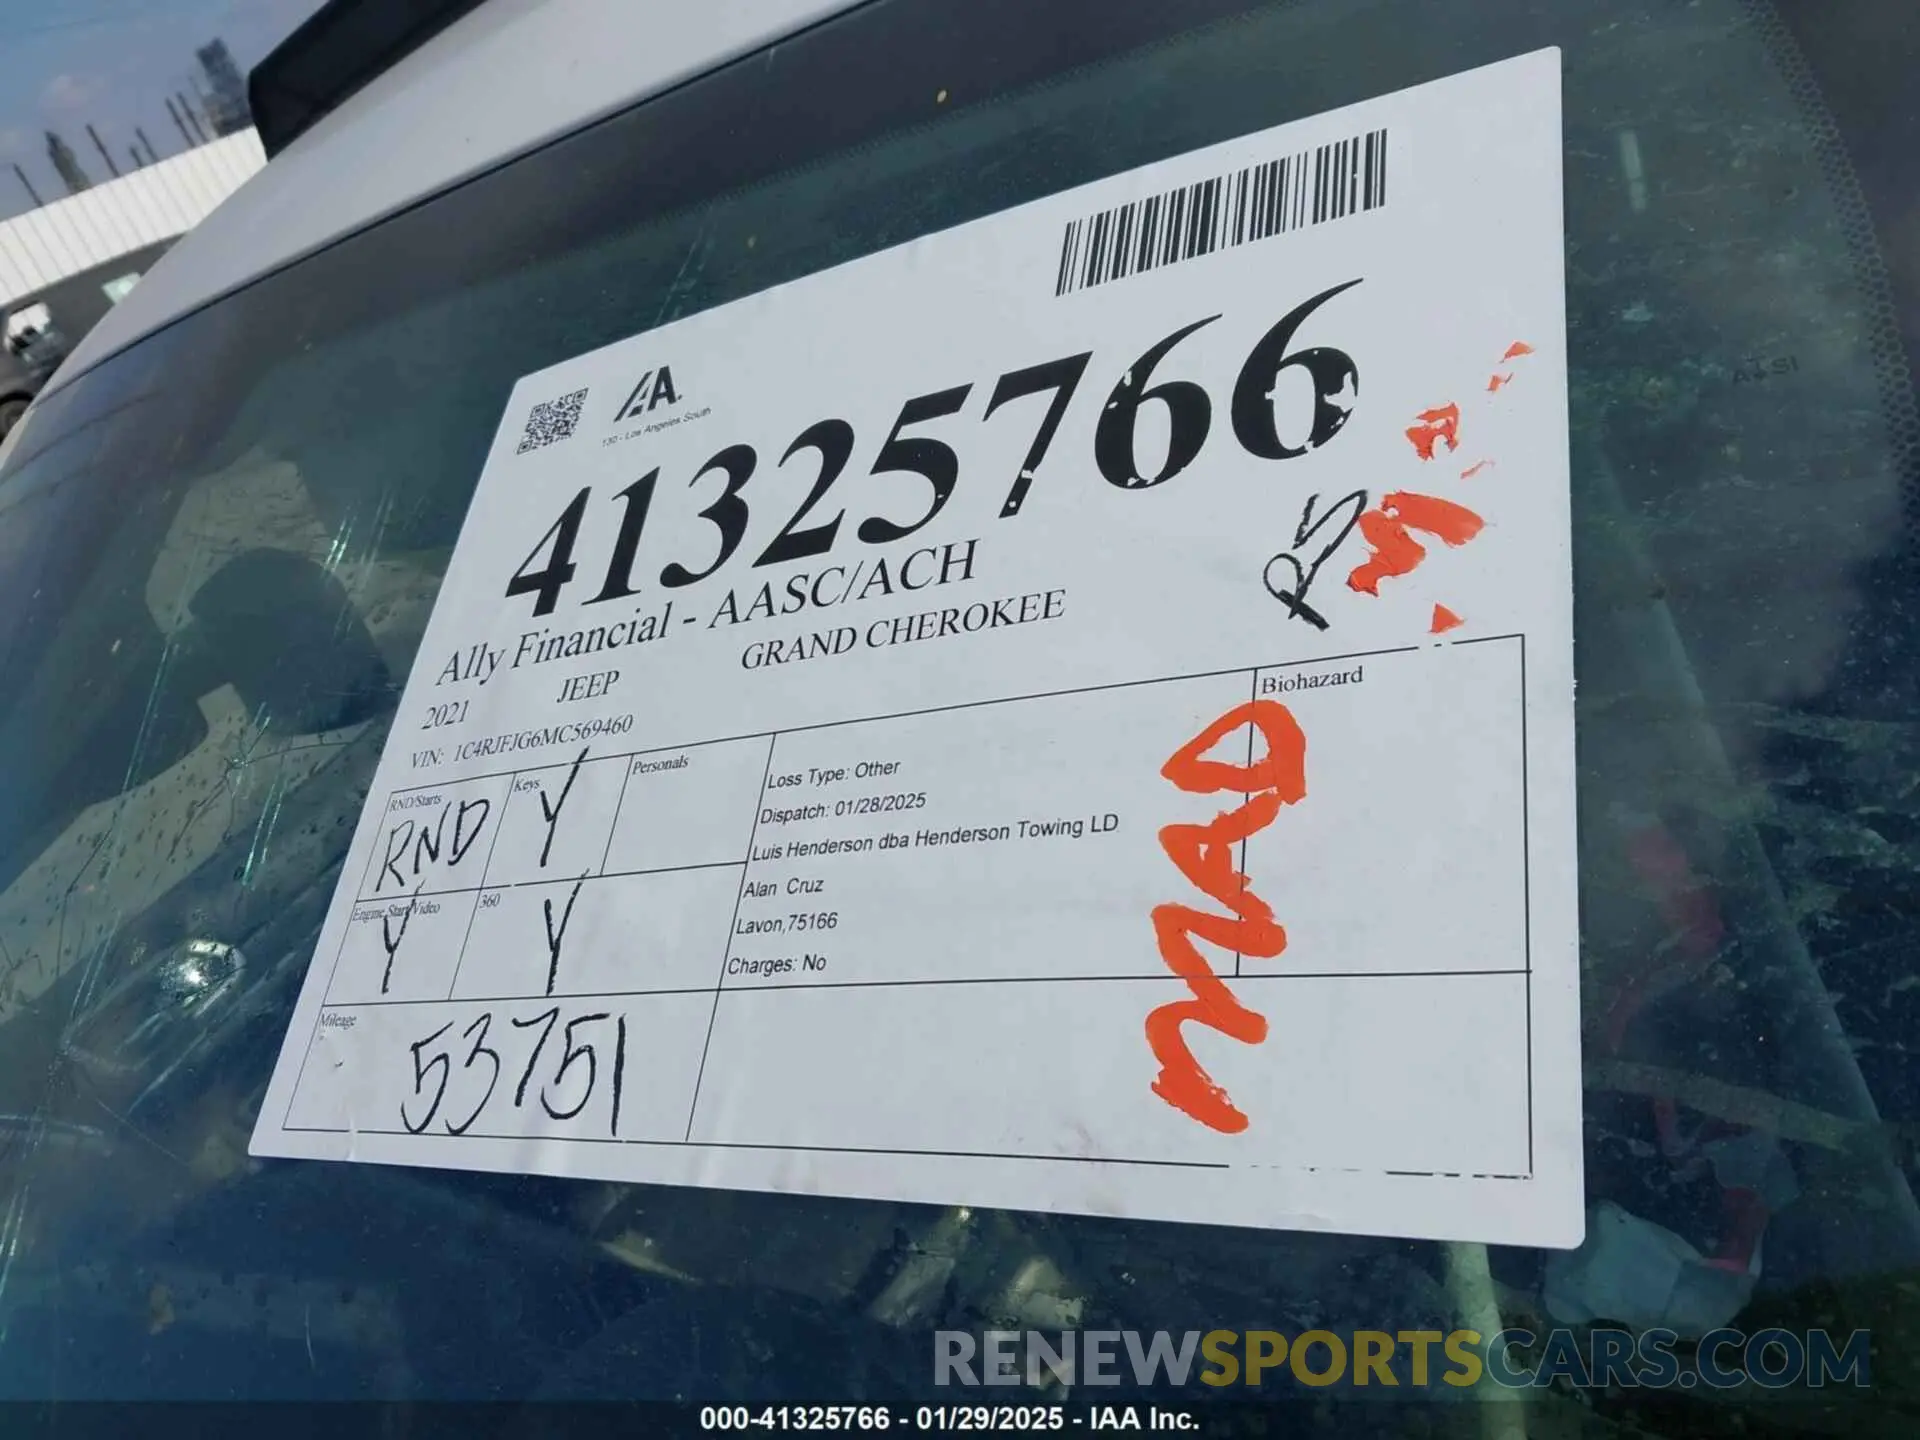 IAA.
130 - Los Angeles South
41325766
Ally Financial - AASC/ACH
2021 JEEP GRAND CHEROKEE
VIN: 1C4RJFJG6MC569460
RND/Starts Keys Personals
RND Y
Engine Start Video 360
Y Y
Mileage
53751
Loss Type: Other
Dispatch: 01/28/2025
Luis Henderson dba Henderson Towing LD
Alan Cruz
Lavon,75166
Charges: No
Biohazard
MAD
RENEWSPORTSCARS.COM
000-41325766 - 01/29/2025 - IAA Inc.